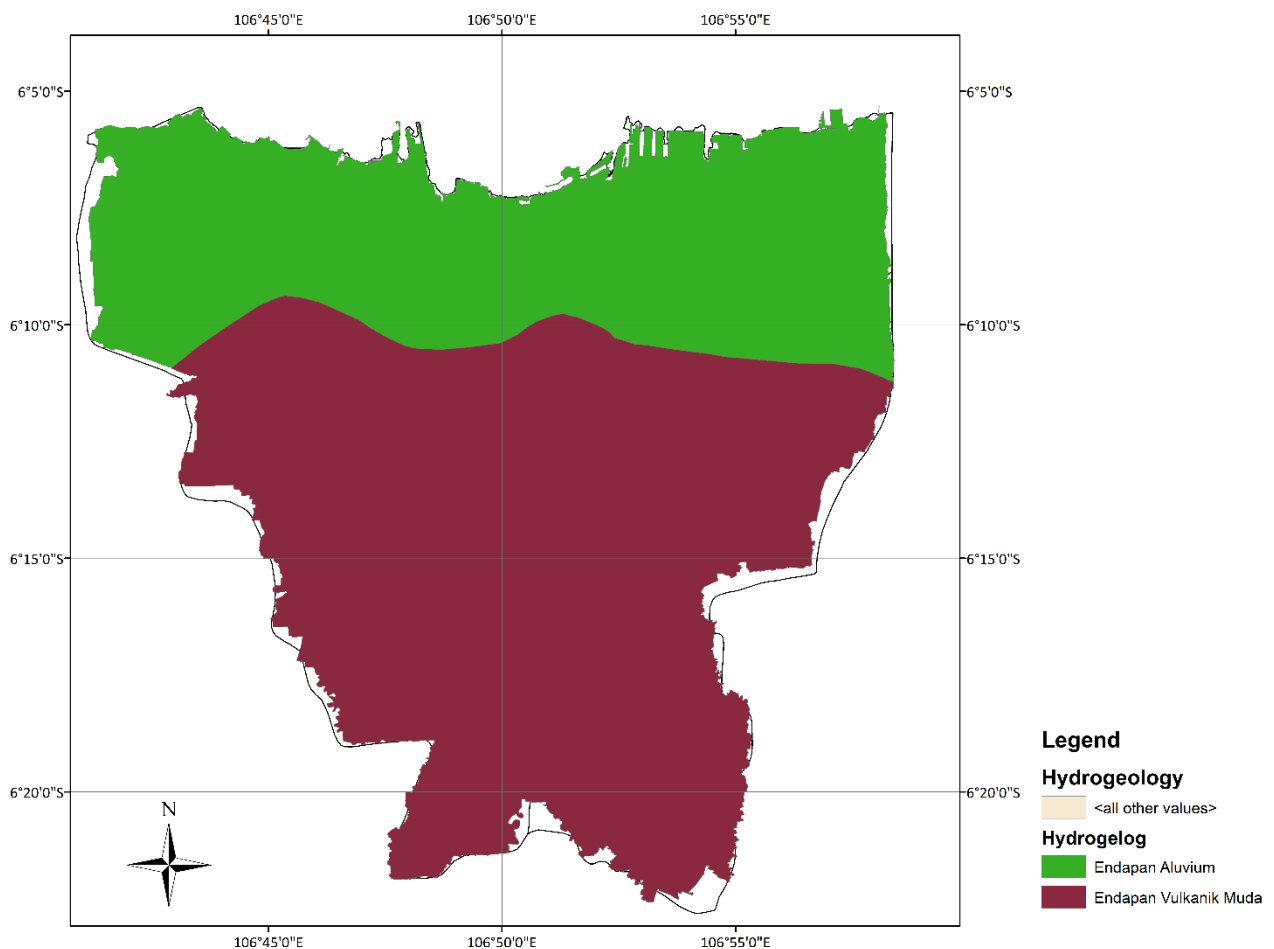 106°45'0"E 106°50'0"E 106°55'0"E
6°5'0"S 6°5'0"S
6°10'0"S 6°10'0"S
6°15'0"S 6°15'0"S
6°20'0"S 6°20'0"S
N
106°45'0"E 106°50'0"E 106°55'0"E
Legend
Hydrogeology
<all other values>
Hydrogelog
Endapan Aluvium
Endapan Vulkanik Muda